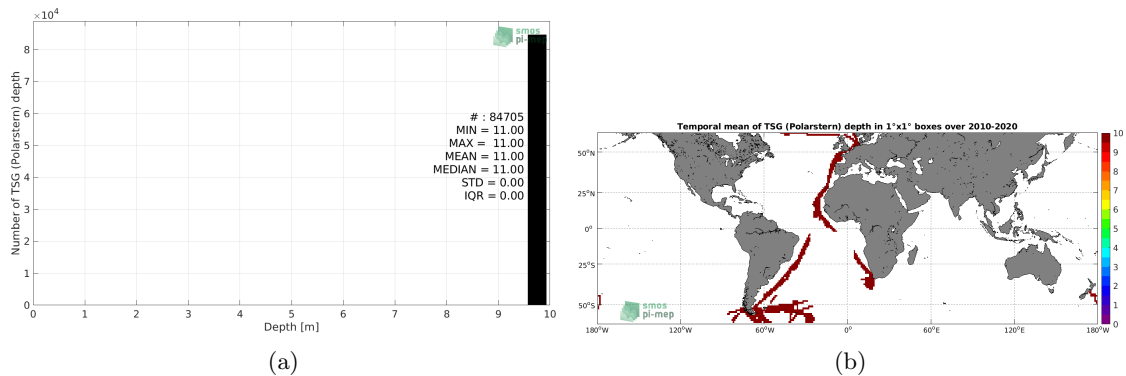 ×10⁴
8
7
6
5
4
3
2
1
0
Number of TSG (Polarstern) depth
smos
pi-mep
# : 84705
MIN = 11.00
MAX = 11.00
MEAN = 11.00
MEDIAN = 11.00
STD = 0.00
IQR = 0.00
0 1 2 3 4 5 6 7 8 9 10
Depth [m]
(a)
Temporal mean of TSG (Polarstern) depth in 1°x1° boxes over 2010-2020
50°N
25°N
0°
25°S
50°S
smos
pi-mep
180°W 120°W 60°W 0° 60°E 120°E 180°W
10
9
8
7
6
5
4
3
2
1
0
(b)